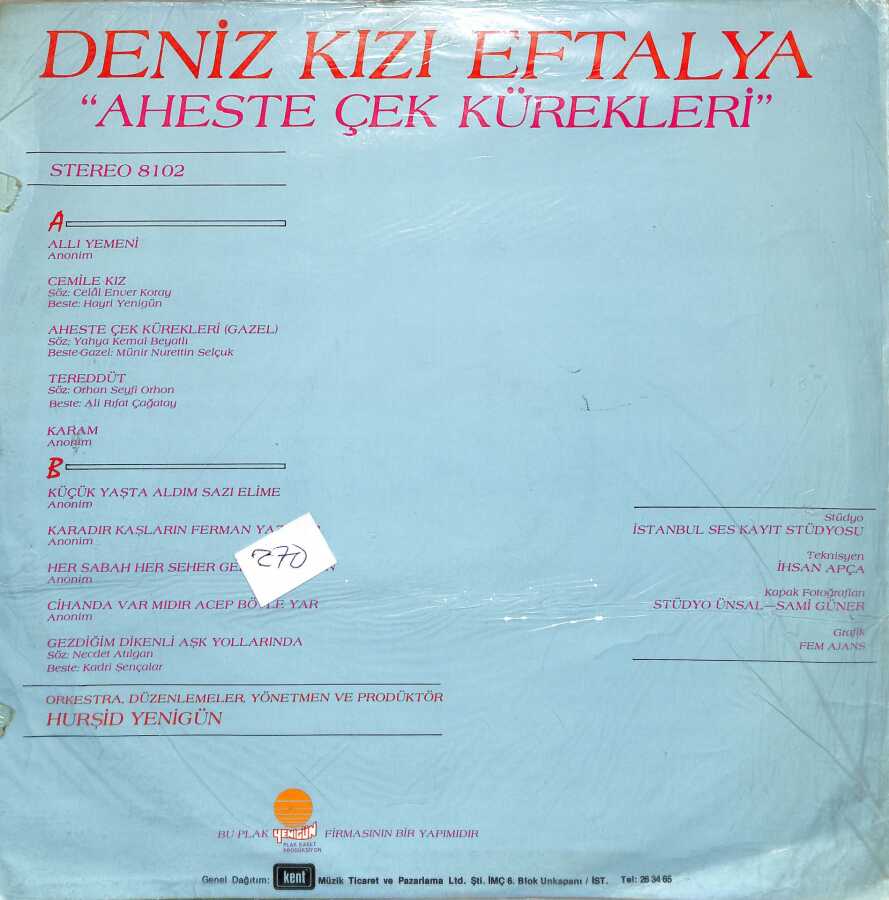 DENİZ KIZI EFTALYA
"AHESTE ÇEK KÜREKLERİ"
STEREO 8102
A
ALLI YEMENİ
Anonim
CEMİLE KIZ
Söz: Celâl Enver Koray
Beste: Hayri Yenigün
AHESTE ÇEK KÜREKLERİ (GAZEL)
Söz: Yahya Kemal Beyatlı
Beste-Gazel: Münir Nurettin Selçuk
TEREDDÜT
Söz: Orhan Seyfi Orhon
Beste: Ali Rıfat Çağatay
KARAM
Anonim
B
KÜÇÜK YAŞTA ALDIM SAZI ELİME
Anonim
KARADIR KAŞLARIN FERMAN
Anonim
HER SABAH HER SEHER
Anonim
CİHANDA VAR MIDIR ACEP BÖYLE YAR
Anonim
GEZDİĞİM DİKENLİ AŞK YOLLARINDA
Söz: Necdet Atılgan
Beste: Kadri Şençalar
270
Stüdyo
İSTANBUL SES KAYIT STÜDYOSU
Teknisyen
İHSAN APÇA
Kapak Fotoğrafları
STÜDYO ÜNSAL—SAMİ GÜNER
Grafik
FEM AJANS
ORKESTRA, DÜZENLEMELER, YÖNETMEN VE PRODÜKTÖR
HURŞİD YENİGÜN
BU PLAK YENİGÜN FİRMASININ BİR YAPIMIDIR
PLAK KASET
PRODÜKSİYON
Genel Dağıtım: kent Müzik Ticaret ve Pazarlama Ltd. Şti. İMÇ 6. Blok Unkapanı / İST. Tel: 26 34 65